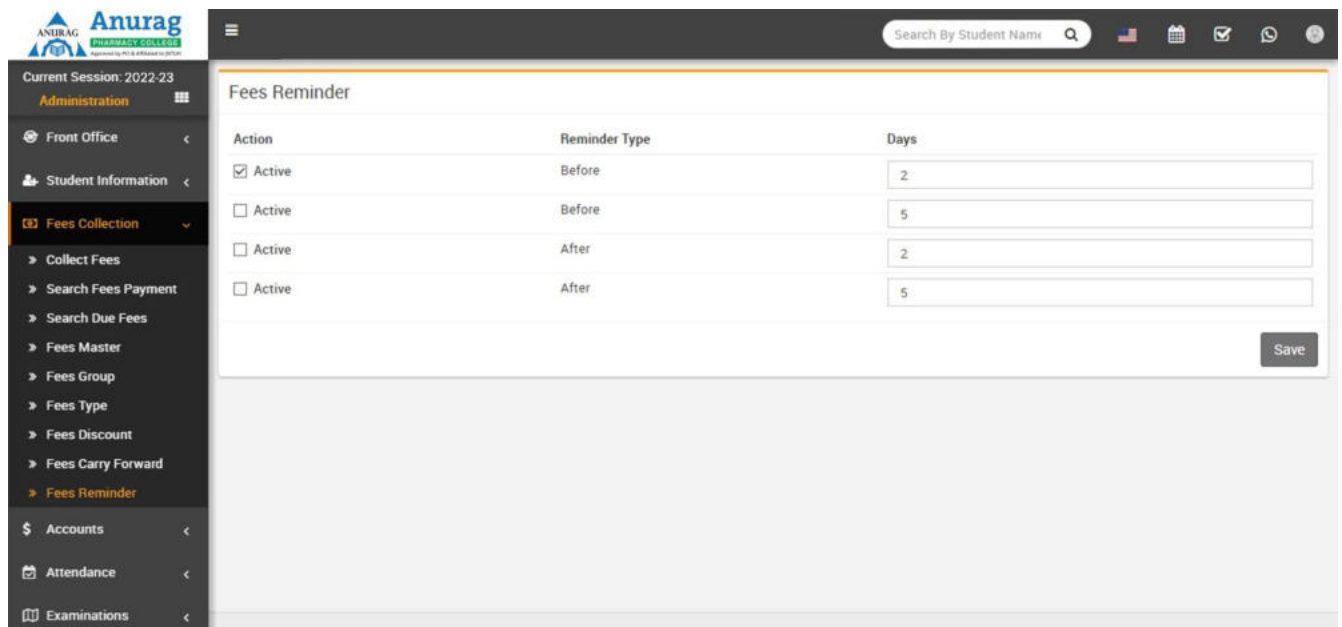 ANURAG
Anurag
PHARMACY COLLEGE
Search By Student Name
Current Session: 2022-23
Administration
Front Office
Student Information
Fees Collection
Collect Fees
Search Fees Payment
Search Due Fees
Fees Master
Fees Group
Fees Type
Fees Discount
Fees Carry Forward
Fees Reminder
$ Accounts
Attendance
Examinations
Fees Reminder
Action Reminder Type Days
Active Before 2
Active Before 5
Active After 2
Active After 5
Save